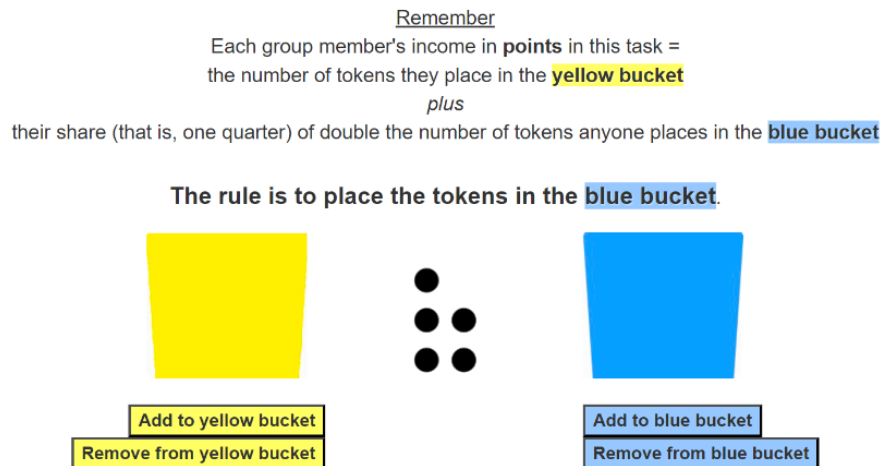 Remember
Each group member's income in points in this task =
the number of tokens they place in the yellow bucket
plus
their share (that is, one quarter) of double the number of tokens anyone places in the blue bucket
The rule is to place the tokens in the blue bucket.
Add to yellow bucket
Remove from yellow bucket
Add to blue bucket
Remove from blue bucket